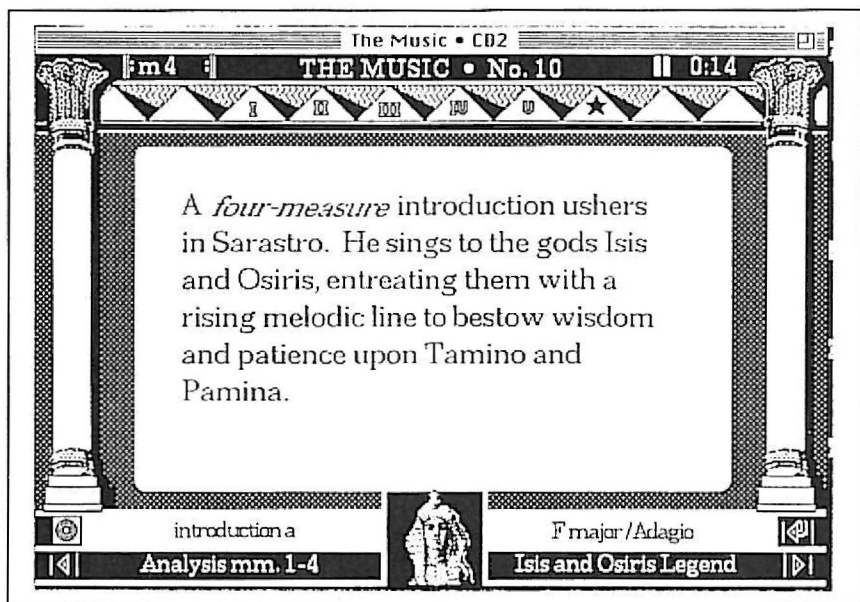 The Music • CD2
m4 THE MUSIC • No. 10 0:14
I II III IV V
A four-measure introduction ushers
in Sarastro. He sings to the gods Isis
and Osiris, entreating them with a
rising melodic line to bestow wisdom
and patience upon Tamino and
Pamina.
introduction a F major/Adagio
Analysis mm. 1-4 Isis and Osiris Legend